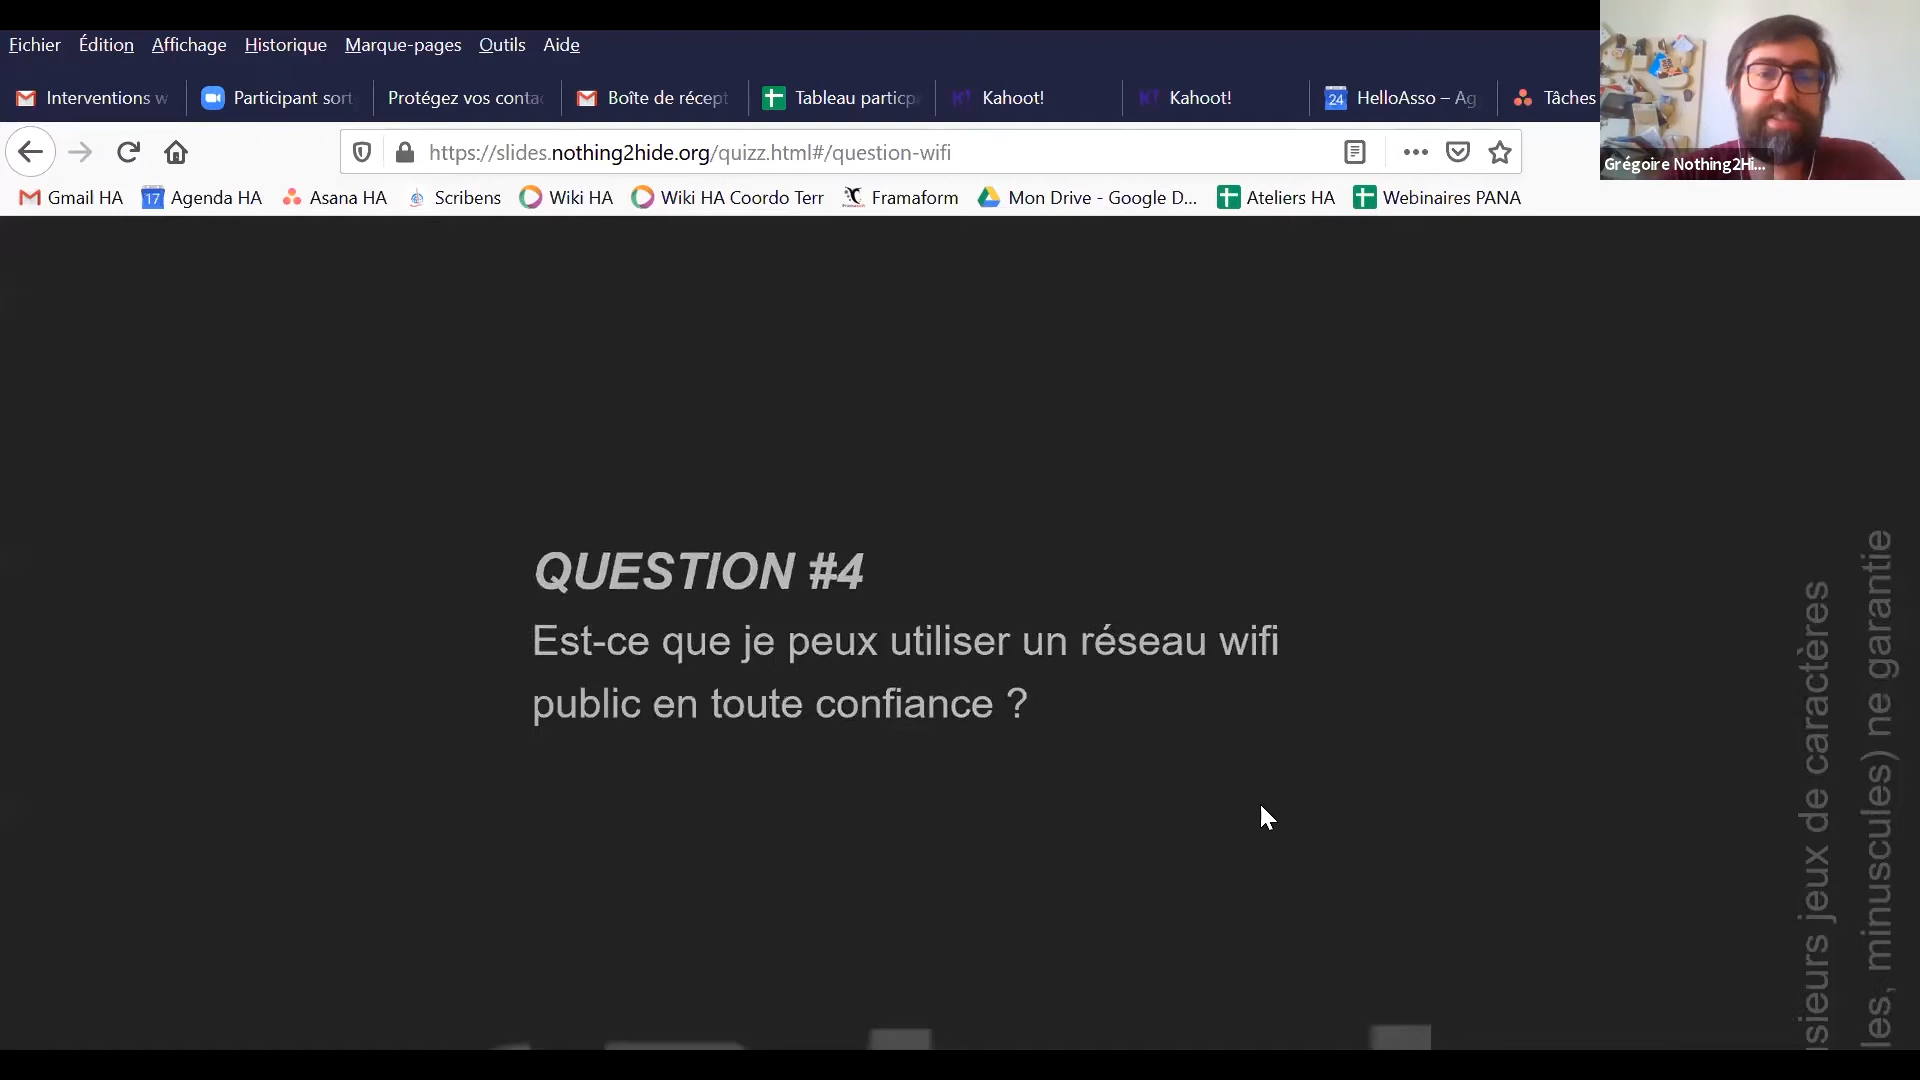 Fichier Édition Affichage Historique Marque-pages Outils Aide
Interventions w Participant sort Protégez vos conta Boîte de récept Tableau particp Kahoot! Kahoot! 24 HelloAsso – Ag Tâches
https://slides.nothing2hide.org/quizz.html#/question-wifi
Grégoire Nothing2Hi...
Gmail HA 17 Agenda HA Asana HA Scribens Wiki HA Wiki HA Coordo Terr Framaform Mon Drive - Google D... Ateliers HA Webinaires PANA
QUESTION #4
Est-ce que je peux utiliser un réseau wifi
public en toute confiance ?
sieurs jeux de caractères
les, minuscules) ne garantie